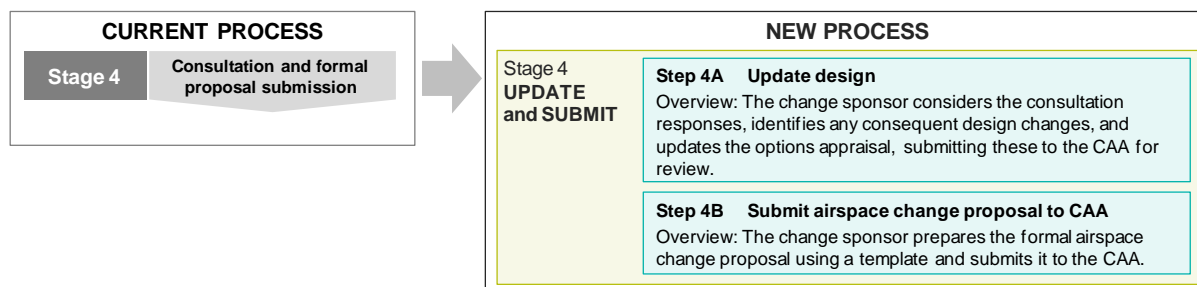 CURRENT PROCESS
Stage 4
Consultation and formal
proposal submission
NEW PROCESS
Stage 4
UPDATE
and SUBMIT
Step 4A Update design
Overview: The change sponsor considers the consultation
responses, identifies any consequent design changes, and
updates the options appraisal, submitting these to the CAA for
review.
Step 4B Submit airspace change proposal to CAA
Overview: The change sponsor prepares the formal airspace
change proposal using a template and submits it to the CAA.